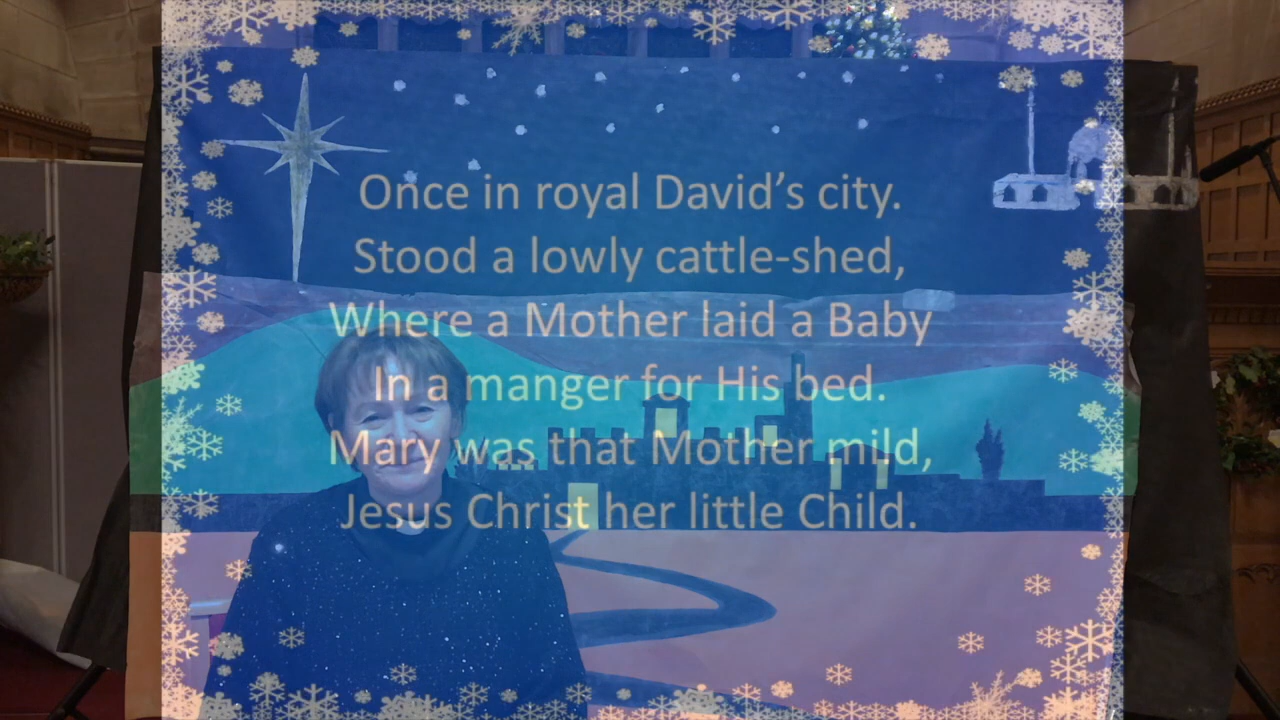 Once in royal David’s city.
Stood a lowly cattle-shed,
Where a Mother laid a Baby
In a manger for His bed.
Mary was that Mother mild,
Jesus Christ her little Child.